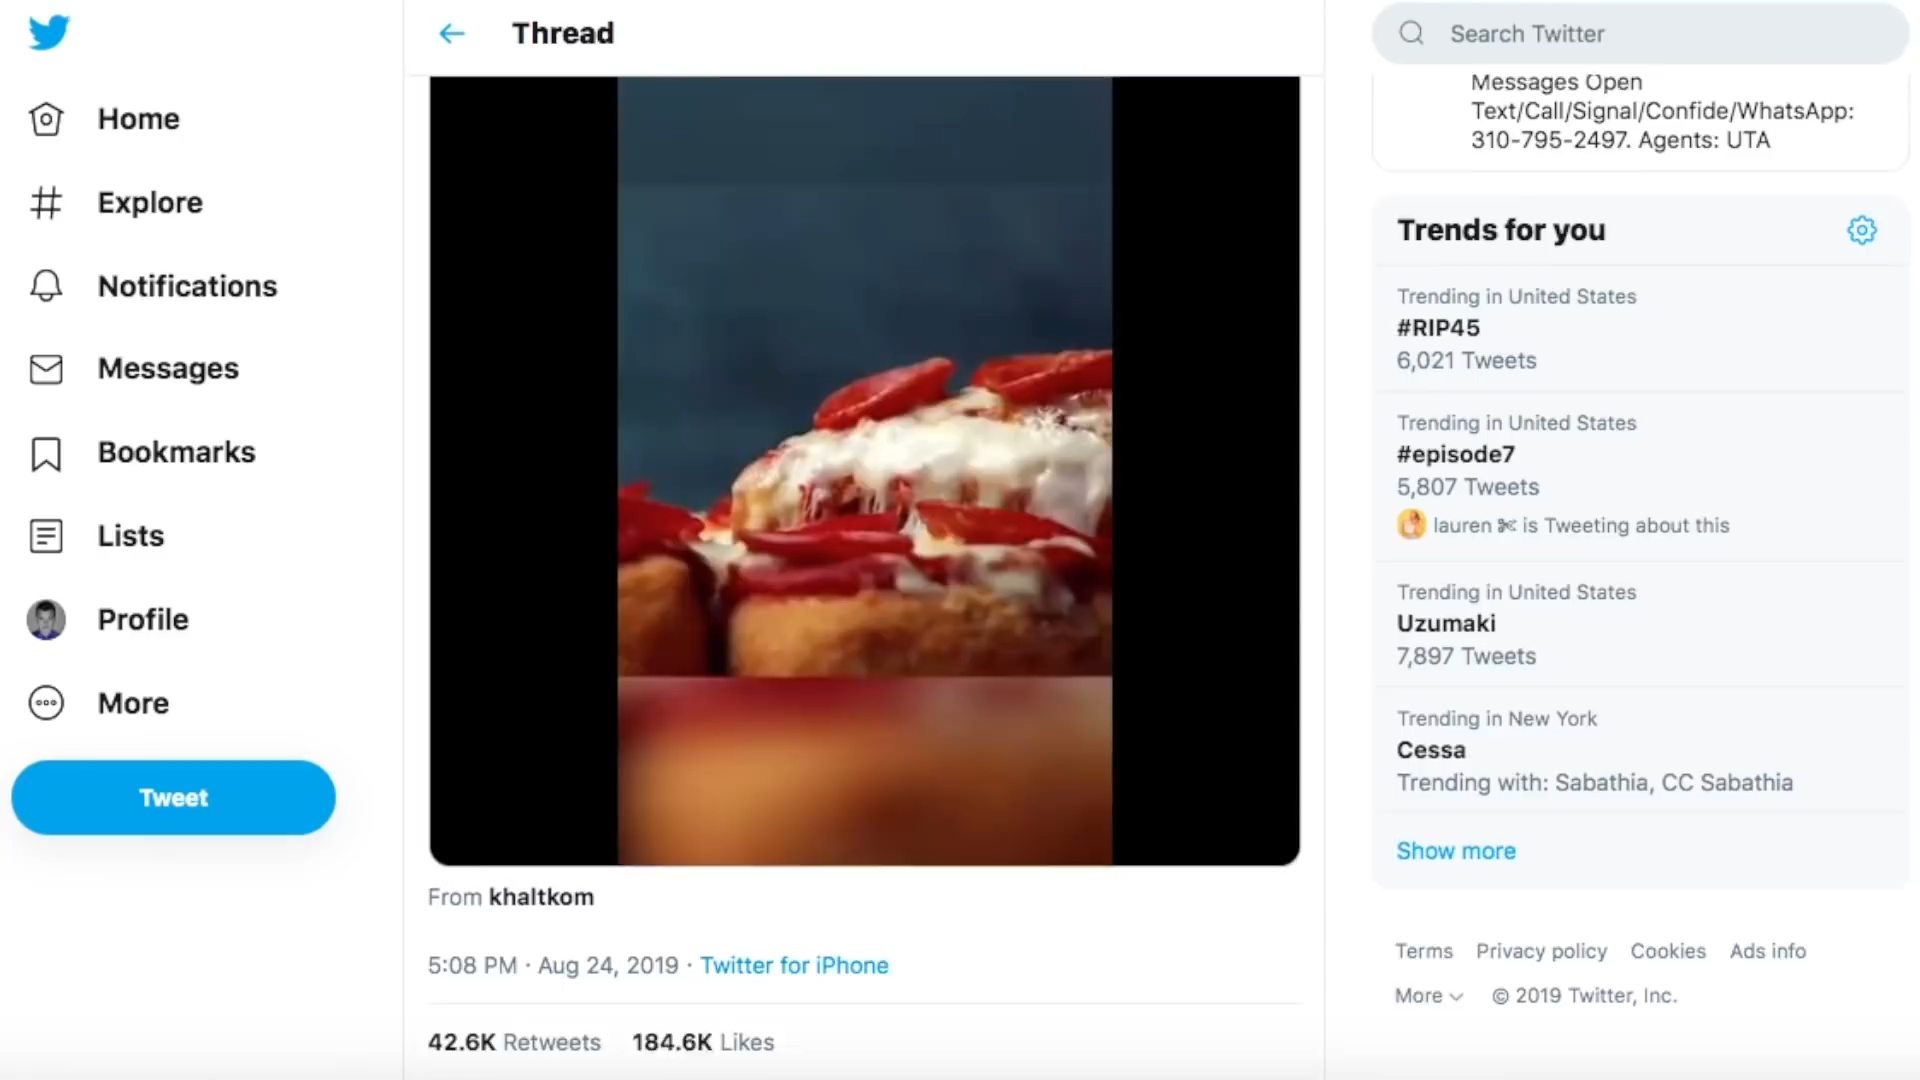 Home
Explore
Notifications
Messages
Bookmarks
Lists
Profile
More
Tweet
Thread
From khaltkom
5:08 PM · Aug 24, 2019 · Twitter for iPhone
42.6K Retweets 184.6K Likes
Search Twitter
Messages Open
Text/Call/Signal/Confide/WhatsApp:
310-795-2497. Agents: UTA
Trends for you
Trending in United States
#RIP45
6,021 Tweets
Trending in United States
#episode7
5,807 Tweets
lauren ✄ is Tweeting about this
Trending in United States
Uzumaki
7,897 Tweets
Trending in New York
Cessa
Trending with: Sabathia, CC Sabathia
Show more
Terms Privacy policy Cookies Ads info
More © 2019 Twitter, Inc.